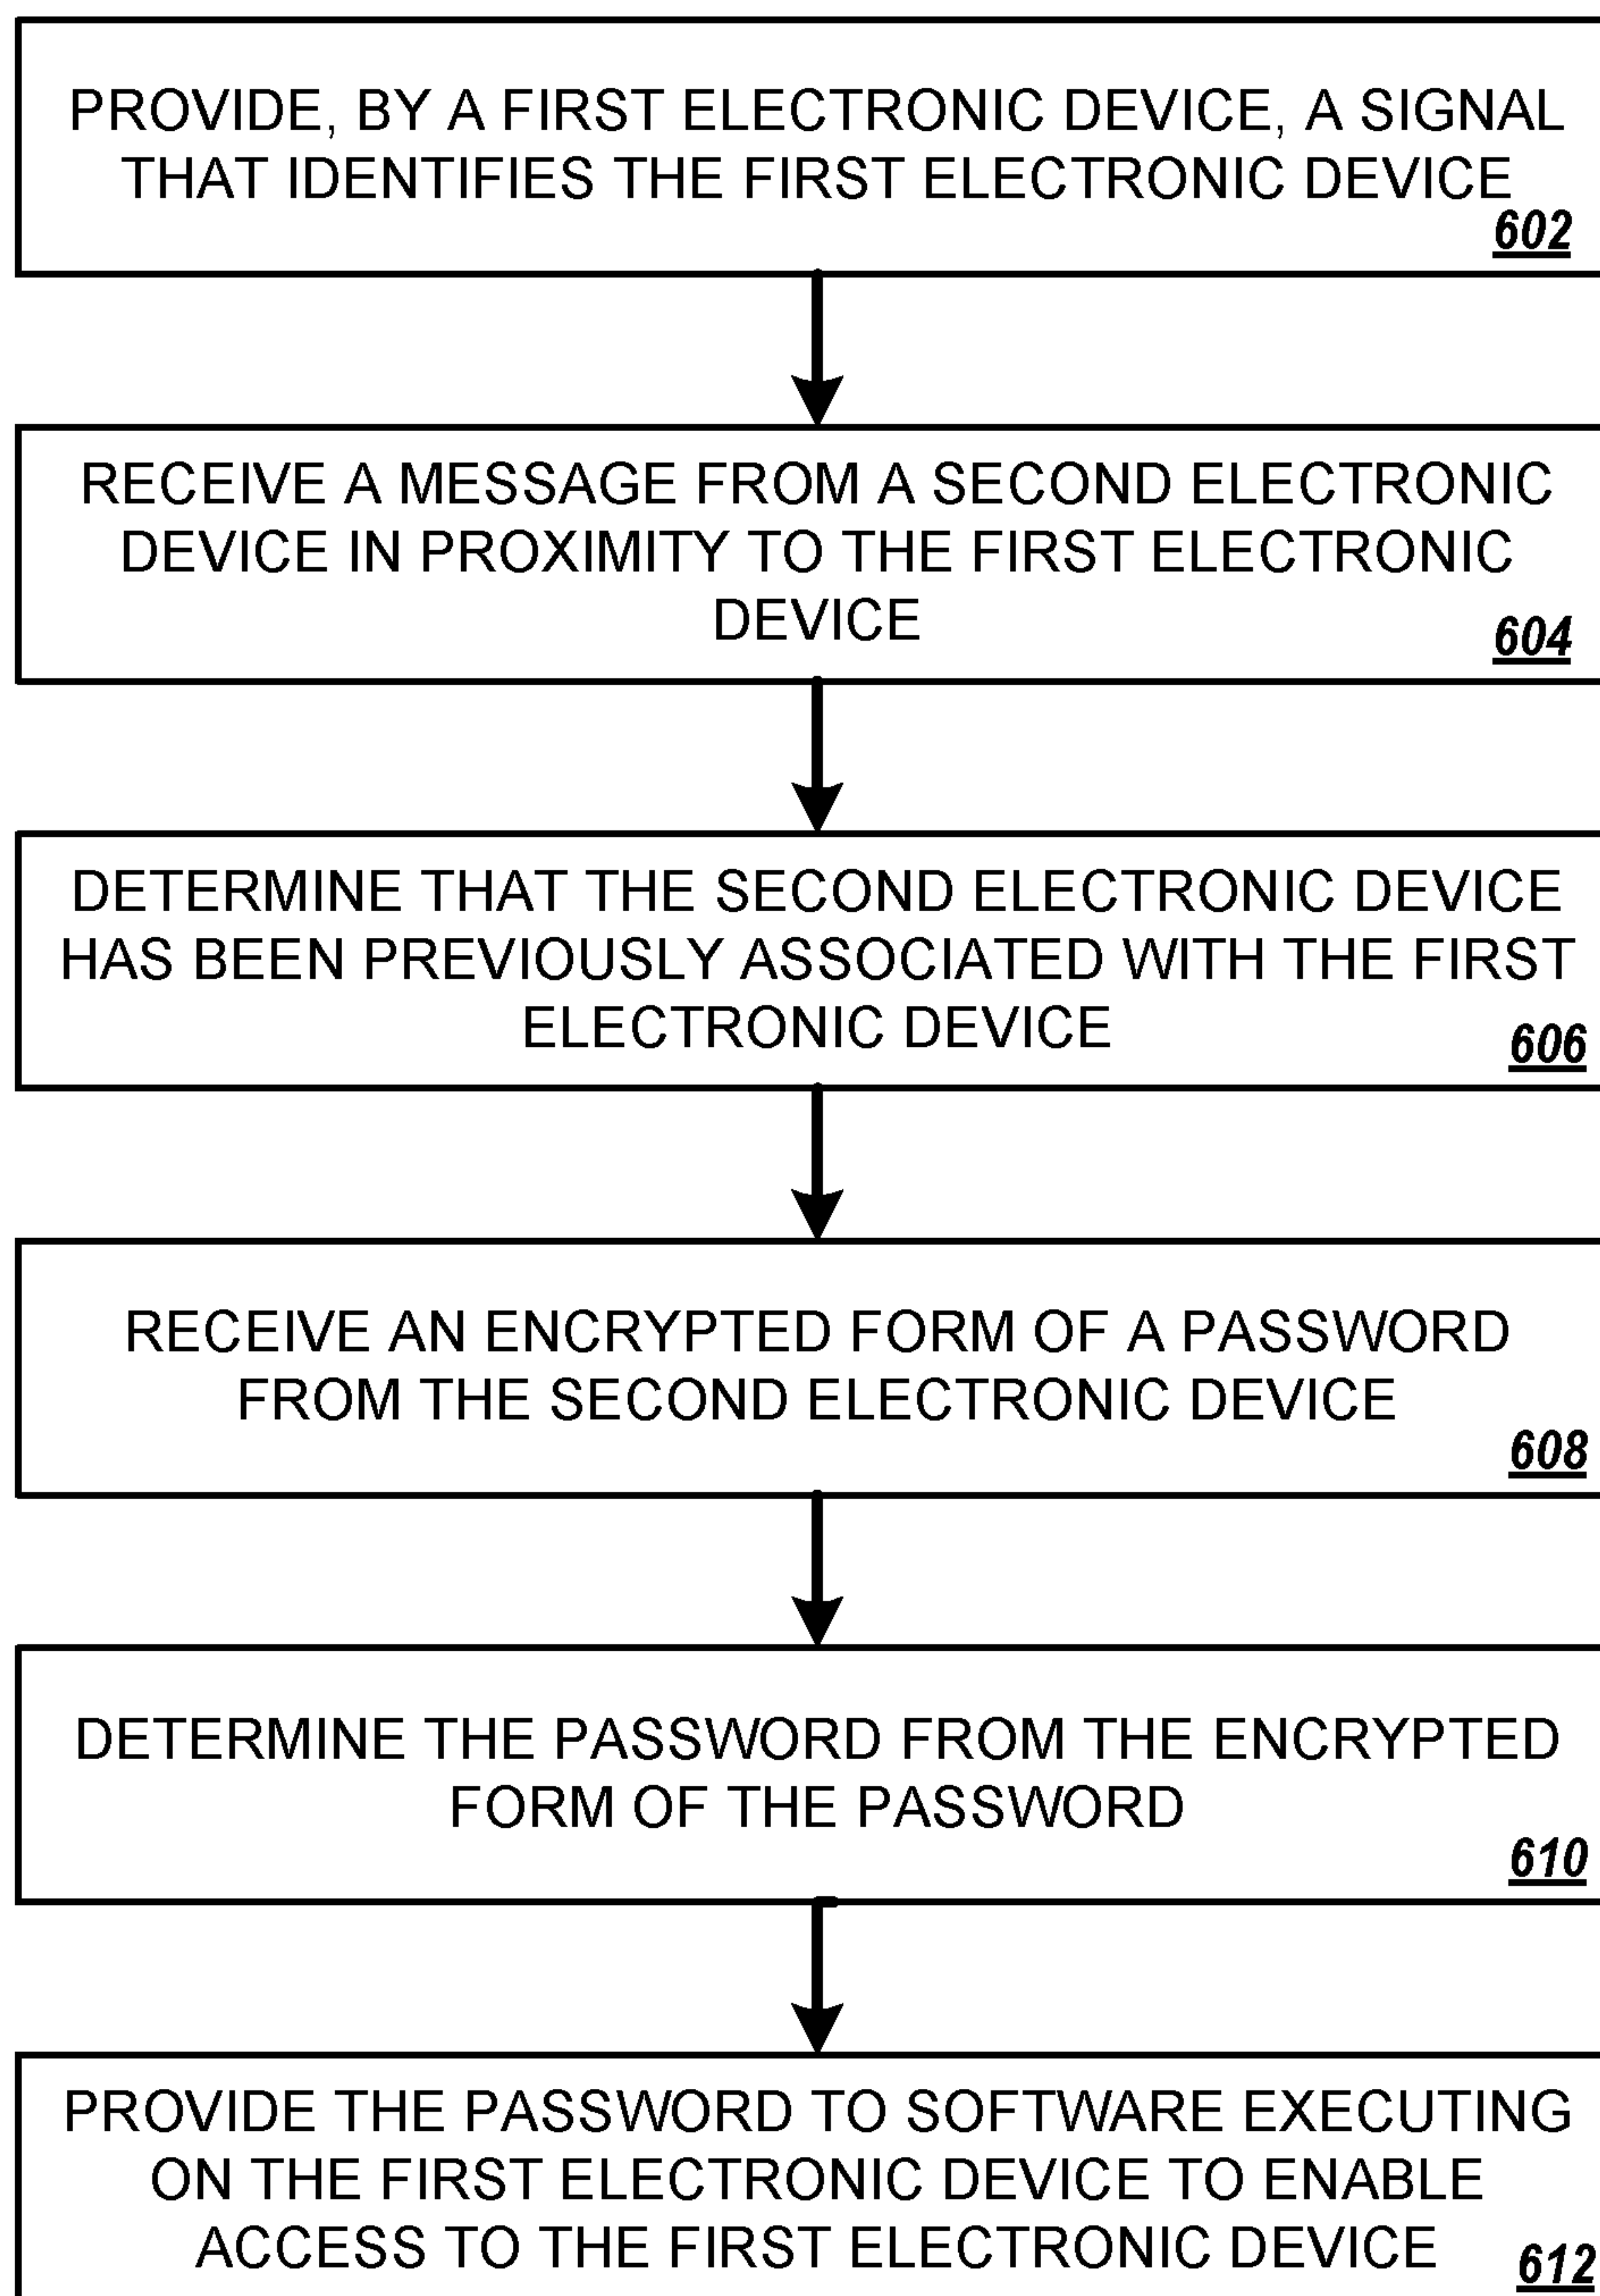 PROVIDE, BY A FIRST ELECTRONIC DEVICE, A SIGNAL
THAT IDENTIFIES THE FIRST ELECTRONIC DEVICE
602
RECEIVE A MESSAGE FROM A SECOND ELECTRONIC
DEVICE IN PROXIMITY TO THE FIRST ELECTRONIC
DEVICE
604
DETERMINE THAT THE SECOND ELECTRONIC DEVICE
HAS BEEN PREVIOUSLY ASSOCIATED WITH THE FIRST
ELECTRONIC DEVICE
606
RECEIVE AN ENCRYPTED FORM OF A PASSWORD
FROM THE SECOND ELECTRONIC DEVICE
608
DETERMINE THE PASSWORD FROM THE ENCRYPTED
FORM OF THE PASSWORD
610
PROVIDE THE PASSWORD TO SOFTWARE EXECUTING
ON THE FIRST ELECTRONIC DEVICE TO ENABLE
ACCESS TO THE FIRST ELECTRONIC DEVICE
612